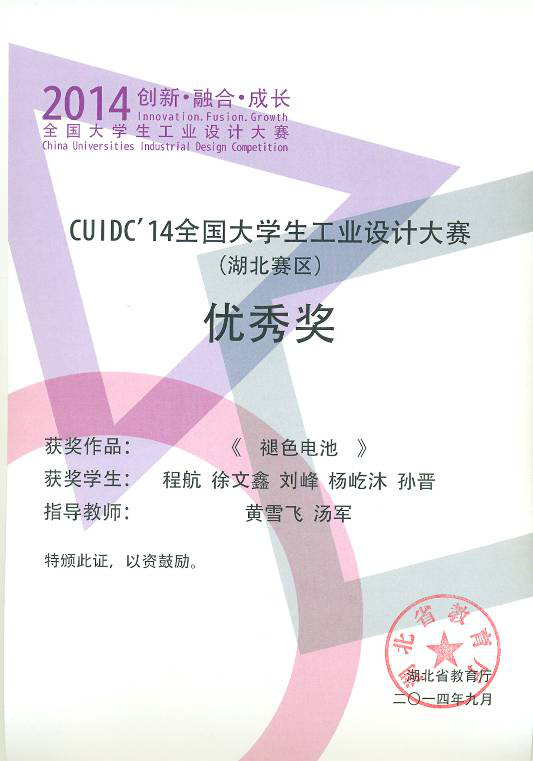 2014 创新·融合·成长
Innovation.Fusion.Growth
全国大学生工业设计大赛
China Universities Industrial Design Competition
CUIDC'14全国大学生工业设计大赛
(湖北赛区)
优秀奖
获奖作品: 《 褪色电池 》
获奖学生: 程航 徐文鑫 刘峰 杨屹沐 孙晋
指导教师: 黄雪飞 汤军
特颁此证，以资鼓励。
湖北省教育厅
湖北省教育厅
二〇一四年九月